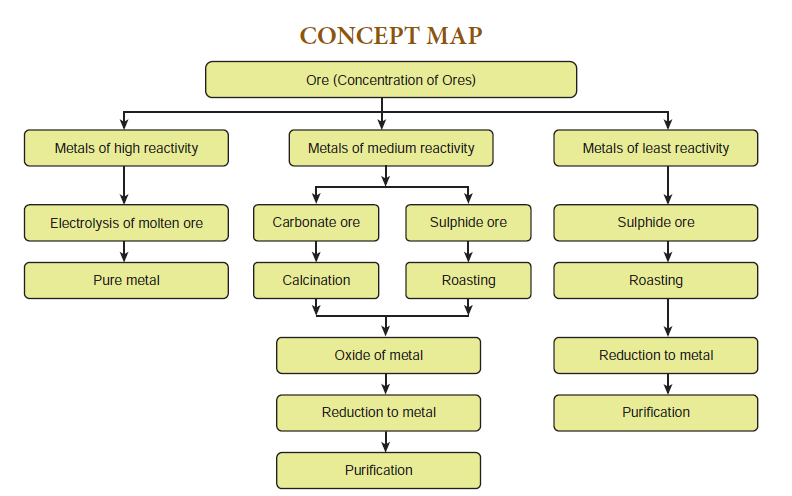 CONCEPT MAP
Ore (Concentration of Ores)
Metals of high reactivity
Metals of medium reactivity
Metals of least reactivity
Electrolysis of molten ore
Carbonate ore
Sulphide ore
Sulphide ore
Pure metal
Calcination
Roasting
Roasting
Oxide of metal
Reduction to metal
Reduction to metal
Purification
Purification